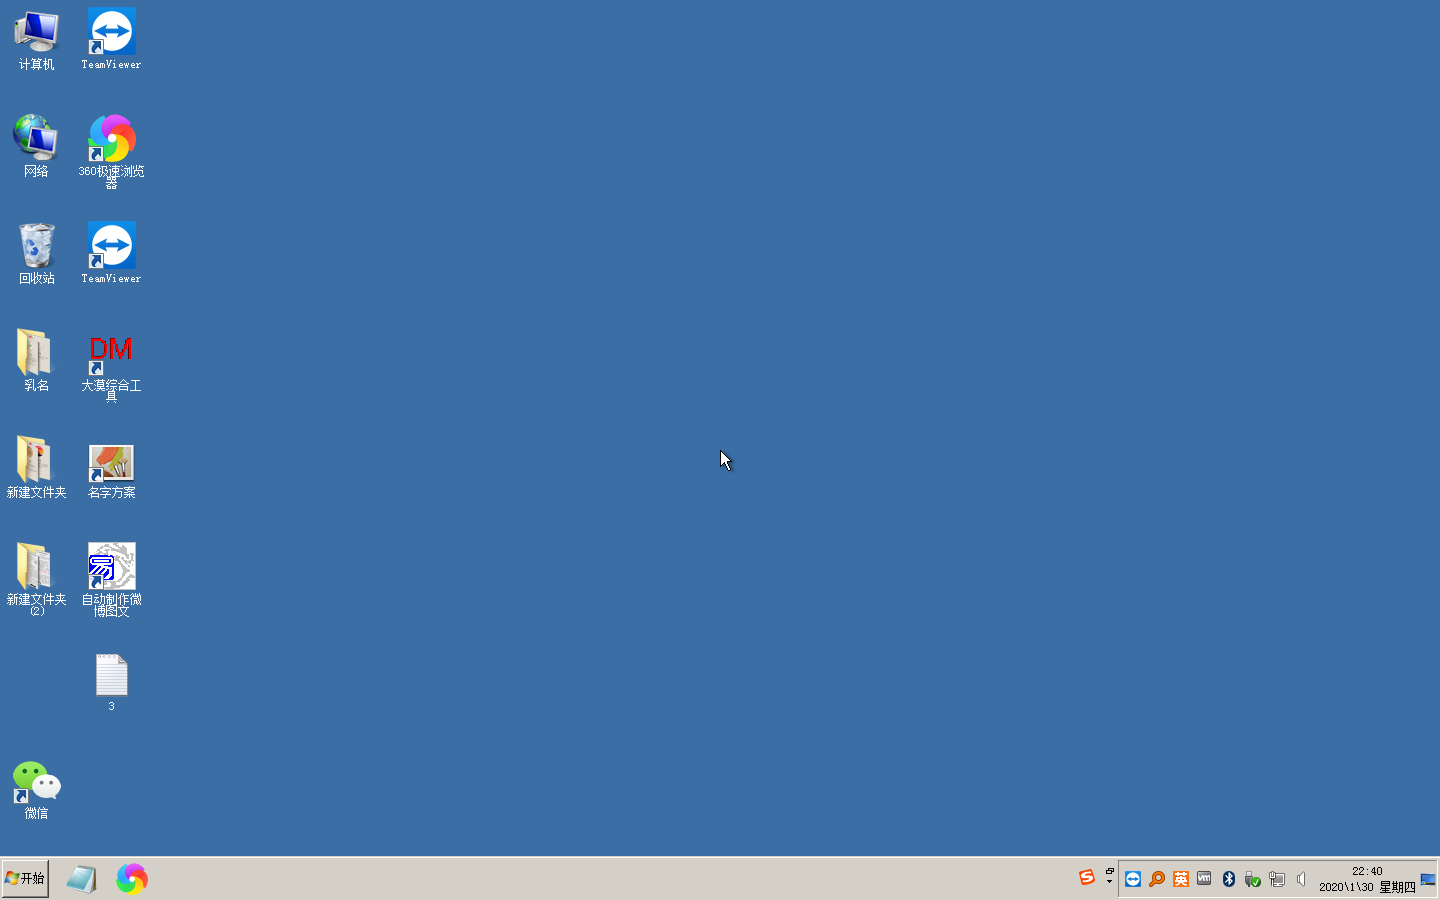 计算机
TeamViewer
网络
360极速浏览
器
回收站
TeamViewer
乳名
DM
大漠综合工
具
新建文件夹
名字方案
新建文件夹
(2)
易
自动制作微
博图文
3
微信
开始
S
英
vm
22:40
2020\1\30 星期四